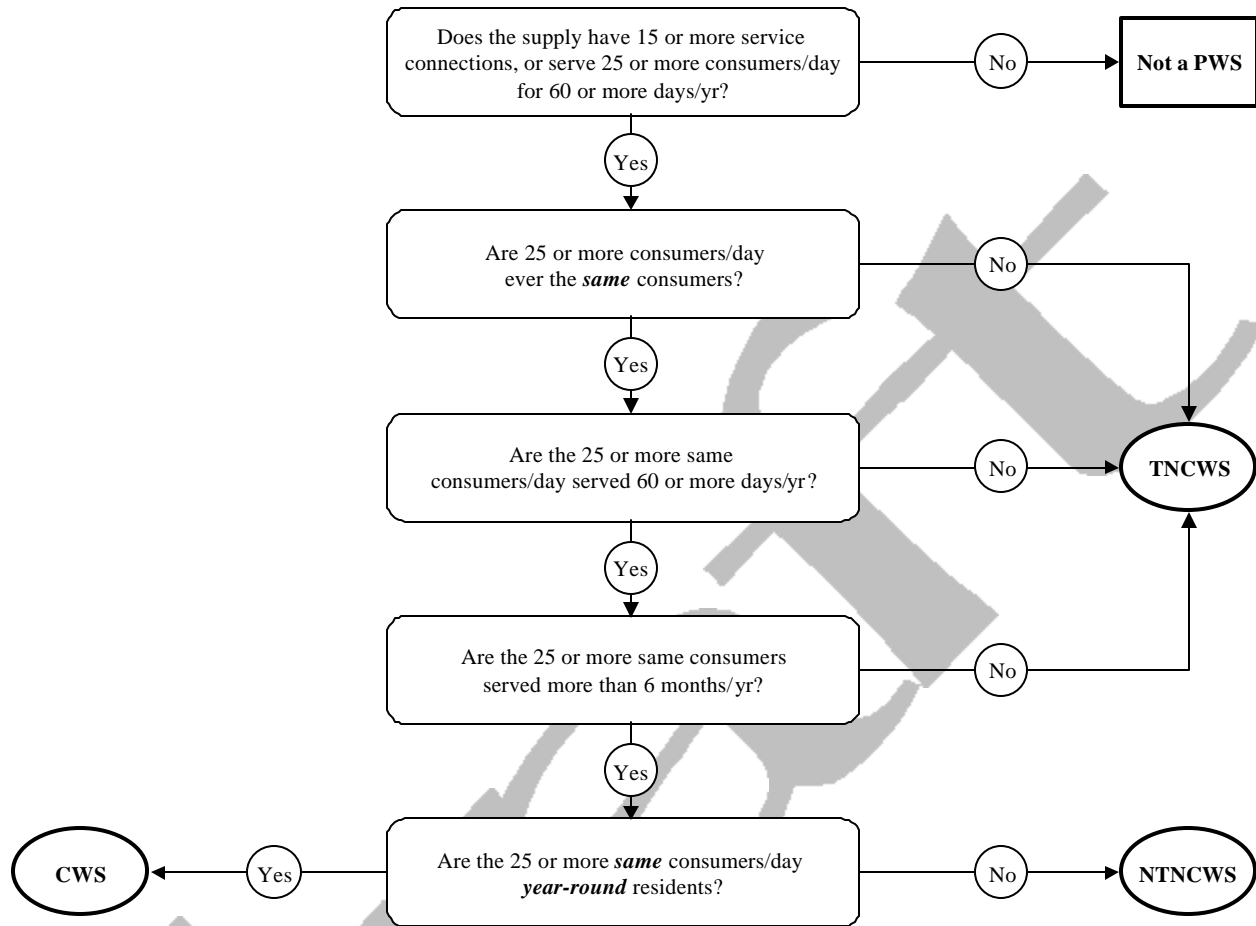 Does the supply have 15 or more service
connections, or serve 25 or more consumers/day
for 60 or more days/yr?
No
Not a PWS
Yes
Are 25 or more consumers/day
ever the same consumers?
No
Yes
Are the 25 or more same
consumers/day served 60 or more days/yr?
No
TNCWS
Yes
Are the 25 or more same consumers
served more than 6 months/yr?
No
Yes
CWS
Yes
Are the 25 or more same consumers/day
year-round residents?
No
NTNCWS